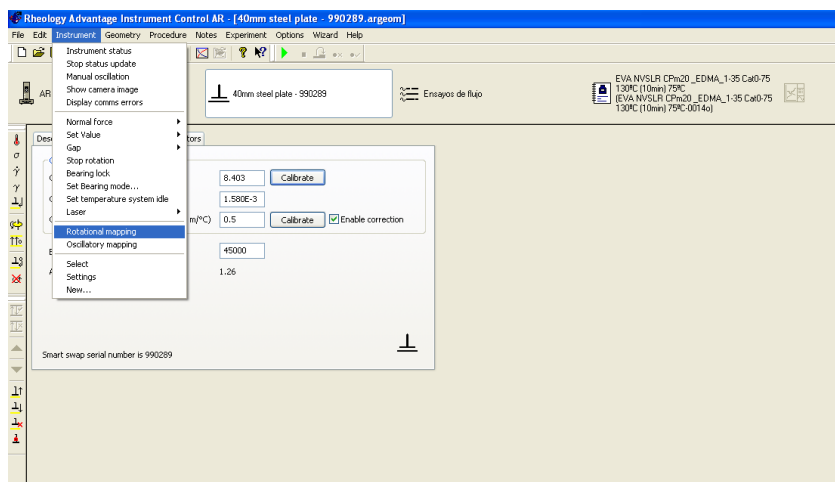 Rheology Advantage Instrument Control AR - [40mm steel plate - 990289.argeom]
File Edit Instrument Geometry Procedure Notes Experiment Options Wizard Help
Instrument status
Stop status update
Manual oscillation
Show camera image
Display comms errors
Normal force
Set Value
Gap
Stop rotation
Bearing lock
Set Bearing mode...
Set temperature system idle
Laser
Rotational mapping
Oscillatory mapping
Select
Settings
New...
AR
40mm steel plate - 990289
Ensayos de flujo
EVA NVSLR CPm20 _EDMA_1-35 Cat0-75
130ºC (10min) 75ºC
(EVA NVSLR CPm20 _EDMA_1-35 Cat0-75
130ºC (10min) 75ºC-0014o)
8.403 Calibrate
1.580E-3
m/°C) 0.5 Calibrate Enable correction
45000
1.26
Smart swap serial number is 990289